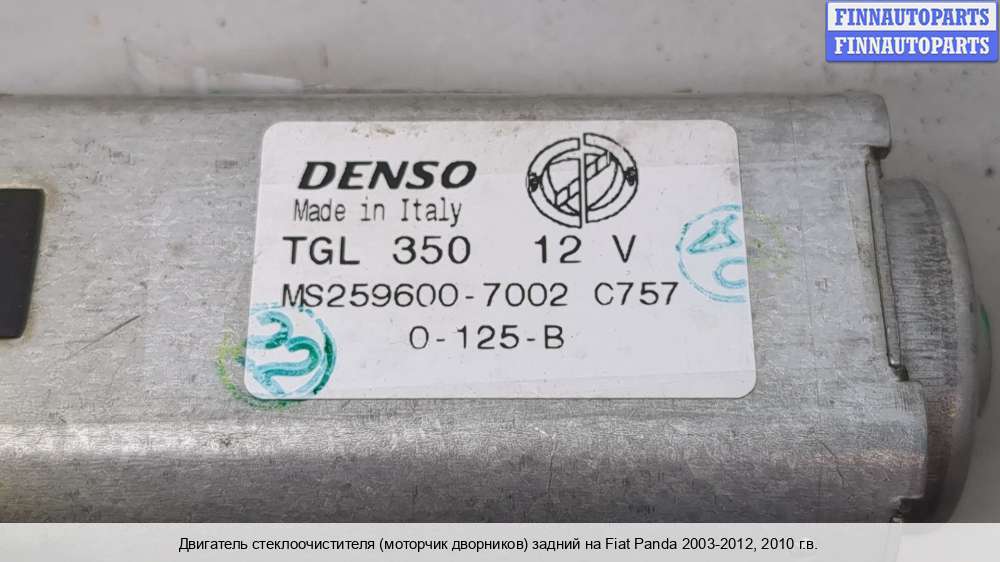 FINNAUTOPARTS
FINNAUTOPARTS
DENSO
Made in Italy
TGL 350 12 V
MS259600-7002 C757
0-125-B
Двигатель стеклоочистителя (моторчик дворников) задний на Fiat Panda 2003-2012, 2010 г.в.